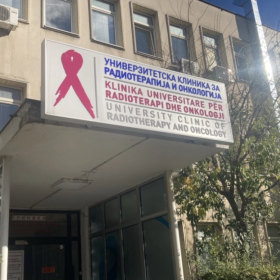 УНИВЕРЗИТЕТСКА КЛИНИКА ЗА
РАДИОТЕРАПИЈА И ОНКОЛОГИЈА
KLINIKA UNIVERSITARE PËR
RADIOTERAPI DHE ONKOLOGJI
UNIVERSITY CLINIC OF
RADIOTHERAPY AND ONCOLOGY